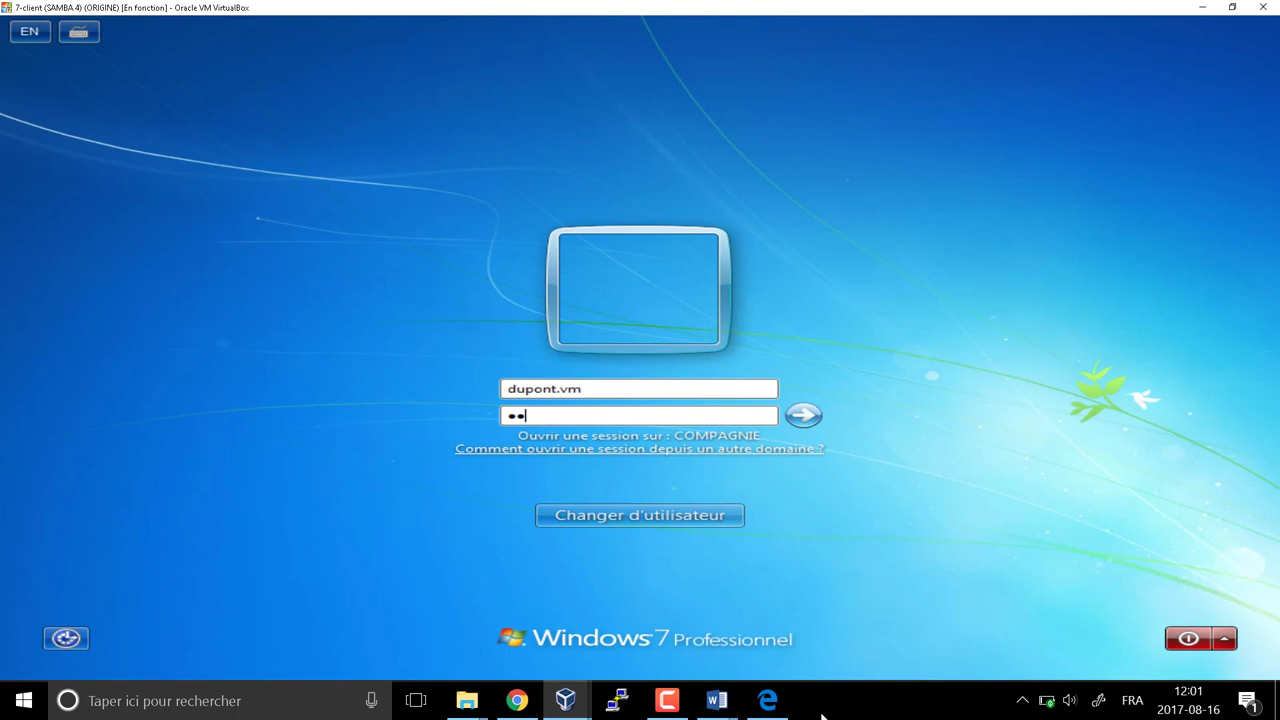 7-client (SAMBA 4) (ORIGINE) [En fonction] - Oracle VM VirtualBox
EN
dupont.vm
Ouvrir une session sur : COMPAGNIE
Comment ouvrir une session depuis un autre domaine ?
Changer d'utilisateur
Windows 7 Professionnel
Taper ici pour rechercher
FRA
12:01
2017-08-16
1